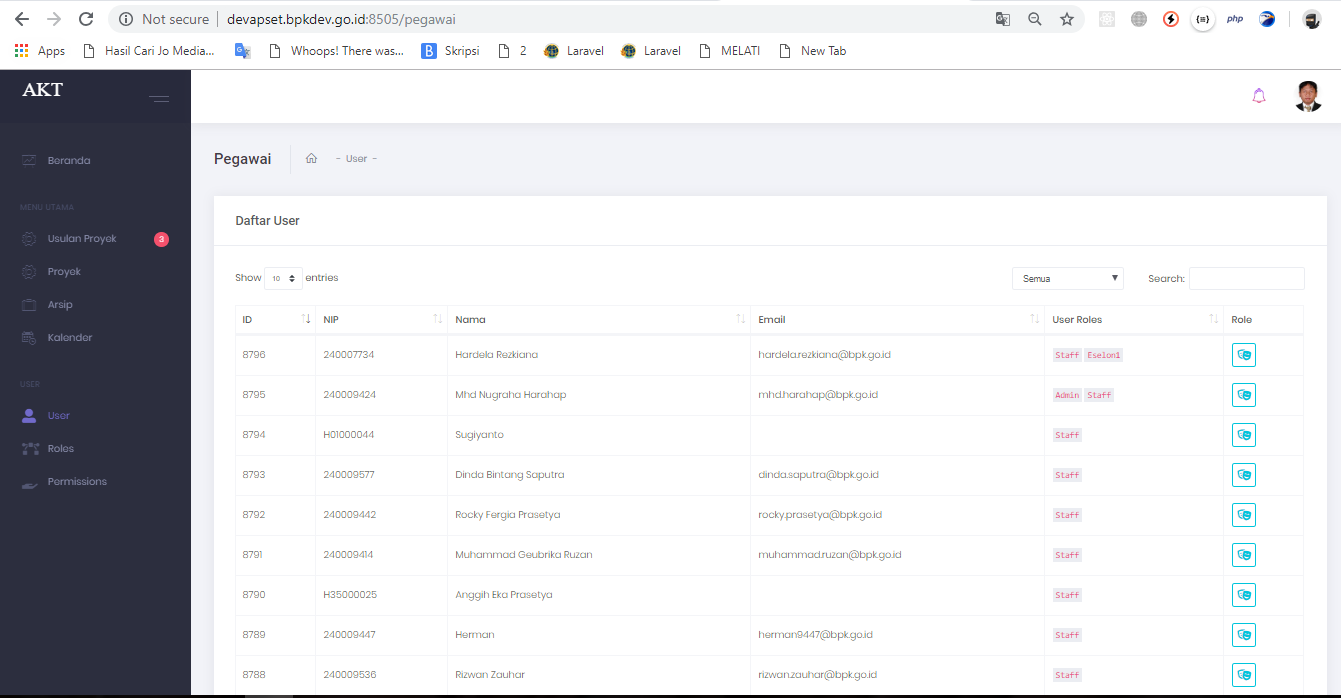 Not secure | devapset.bpkdev.go.id:8505/pegawai
Apps Hasil Cari Jo Media... Whoops! There was... Skripsi 2 Laravel Laravel MELATI New Tab
AKT
Beranda
MENU UTAMA
Usulan Proyek 3
Proyek
Arsip
Kalender
USER
User
Roles
Permissions
Pegawai - User -
Daftar User
Show 10 entries Semua Search:
ID NIP Nama Email User Roles Role
8796 240007734 Hardela Rezkiana hardela.rezkiana@bpk.go.id Staff Eselon1
8795 240009424 Mhd Nugraha Harahap mhd.harahap@bpk.go.id Admin Staff
8794 H01000044 Sugiyanto Staff
8793 240009577 Dinda Bintang Saputra dinda.saputra@bpk.go.id Staff
8792 240009442 Rocky Fergia Prasetya rocky.prasetya@bpk.go.id Staff
8791 240009414 Muhammad Geubrika Ruzan muhammad.ruzan@bpk.go.id Staff
8790 H35000025 Anggih Eka Prasetya Staff
8789 240009447 Herman herman9447@bpk.go.id Staff
8788 240009536 Rizwan Zauhar rizwan.zauhar@bpk.go.id Staff